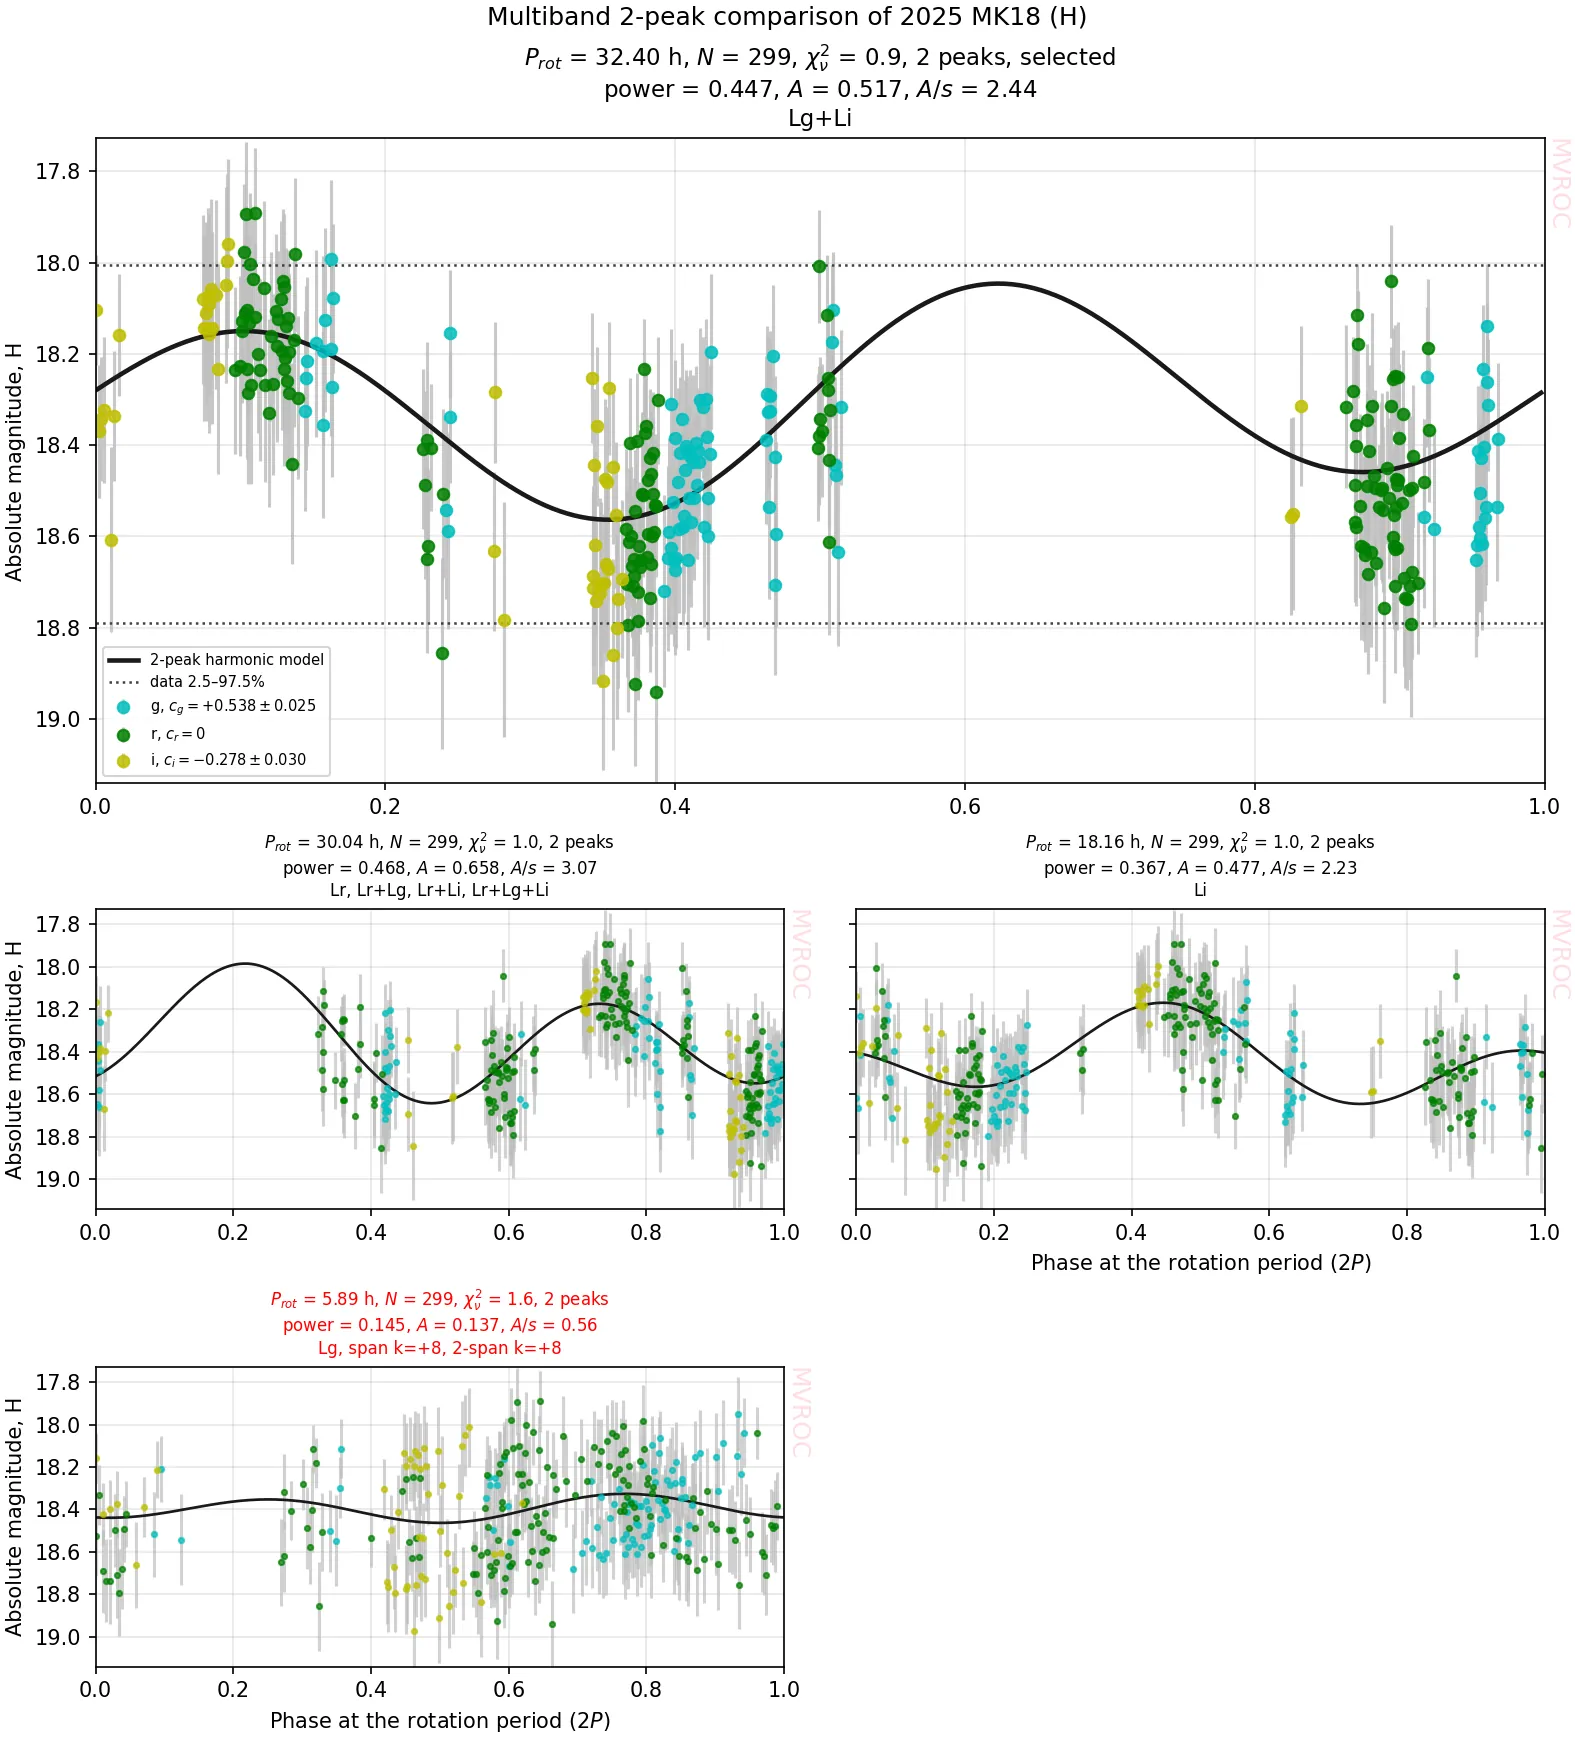 Multiband 2-peak comparison of 2025 MK18 (H)
P_rot = 32.40 h, N = 299, χ²_ν = 0.9, 2 peaks, selected
power = 0.447, A = 0.517, A/s = 2.44
Lg+Li
MVROC
Absolute magnitude, H
17.8
18.0
18.2
18.4
18.6
18.8
19.0
2-peak harmonic model
data 2.5–97.5%
g, c_g = +0.538 ± 0.025
r, c_r = 0
i, c_i = −0.278 ± 0.030
0.0 0.2 0.4 0.6 0.8 1.0
P_rot = 30.04 h, N = 299, χ²_ν = 1.0, 2 peaks
power = 0.468, A = 0.658, A/s = 3.07
Lr, Lr+Lg, Lr+Li, Lr+Lg+Li
MVROC
Absolute magnitude, H
17.8
18.0
18.2
18.4
18.6
18.8
19.0
0.0 0.2 0.4 0.6 0.8 1.0
P_rot = 18.16 h, N = 299, χ²_ν = 1.0, 2 peaks
power = 0.367, A = 0.477, A/s = 2.23
Li
MVROC
0.0 0.2 0.4 0.6 0.8 1.0
Phase at the rotation period (2P)
P_rot = 5.89 h, N = 299, χ²_ν = 1.6, 2 peaks
power = 0.145, A = 0.137, A/s = 0.56
Lg, span k=+8, 2-span k=+8
MVROC
Absolute magnitude, H
17.8
18.0
18.2
18.4
18.6
18.8
19.0
0.0 0.2 0.4 0.6 0.8 1.0
Phase at the rotation period (2P)